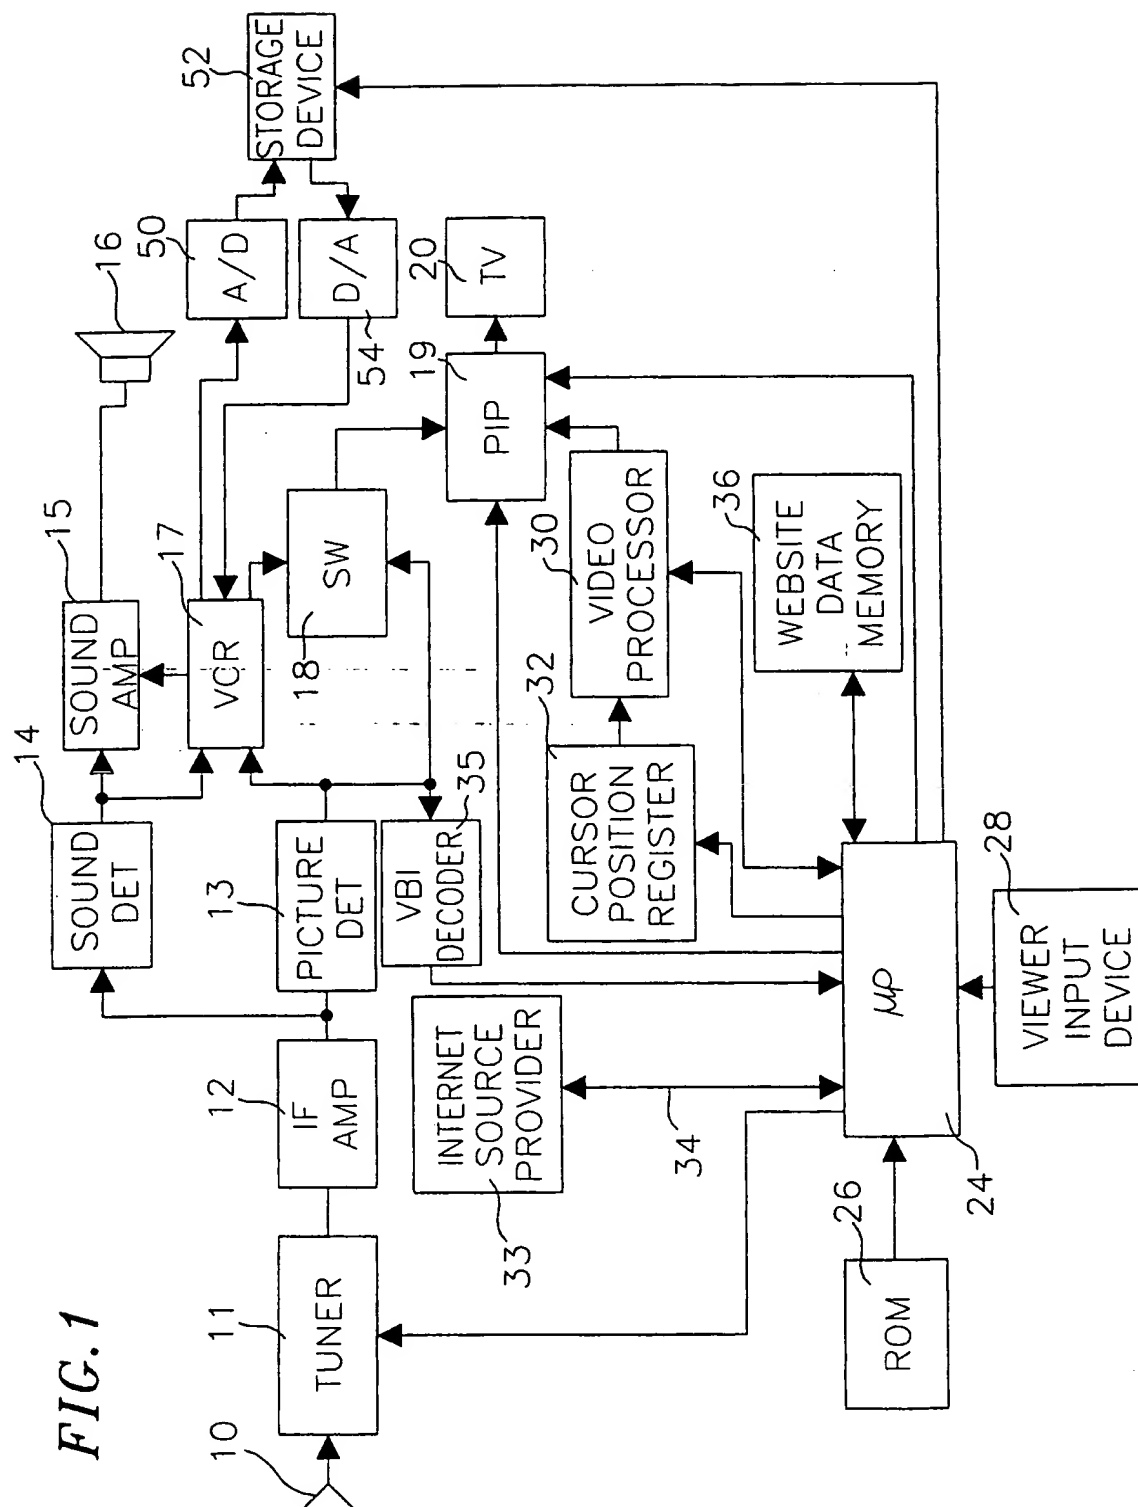 FIG. 1
10
11
TUNER
12
IF
AMP
13
PICTURE
DET
14
SOUND
DET
15
SOUND
AMP
16
17
VCR
18
SW
50
A/D
52
STORAGE
DEVICE
D/A
54
19
PIP
20
TV
VBI
DECODER
35
INTERNET
SOURCE
PROVIDER
33
34
32
CURSOR
POSITION
REGISTER
30
VIDEO
PROCESSOR
36
WEBSITE
DATA
MEMORY
26
ROM
μP
24
28
VIEWER
INPUT
DEVICE